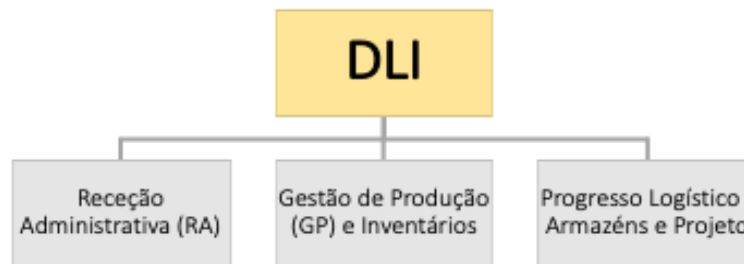 DLI
Receção
Administrativa (RA)
Gestão de Produção
(GP) e Inventários
Progresso Logístico
Armazéns e Projeto